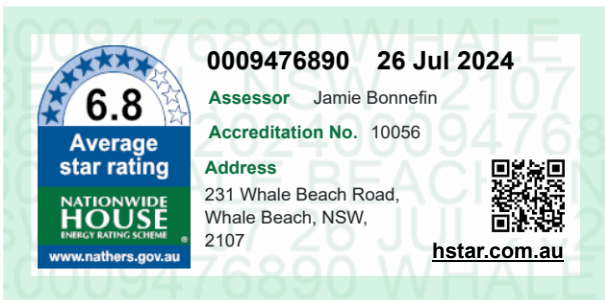 0009476890 26 Jul 2024
6.8
Average
star rating
NATIONWIDE
HOUSE
ENERGY RATING SCHEME
®
www.nathers.gov.au
Assessor Jamie Bonnefin
Accreditation No. 10056
Address
231 Whale Beach Road,
Whale Beach, NSW,
2107
hstar.com.au